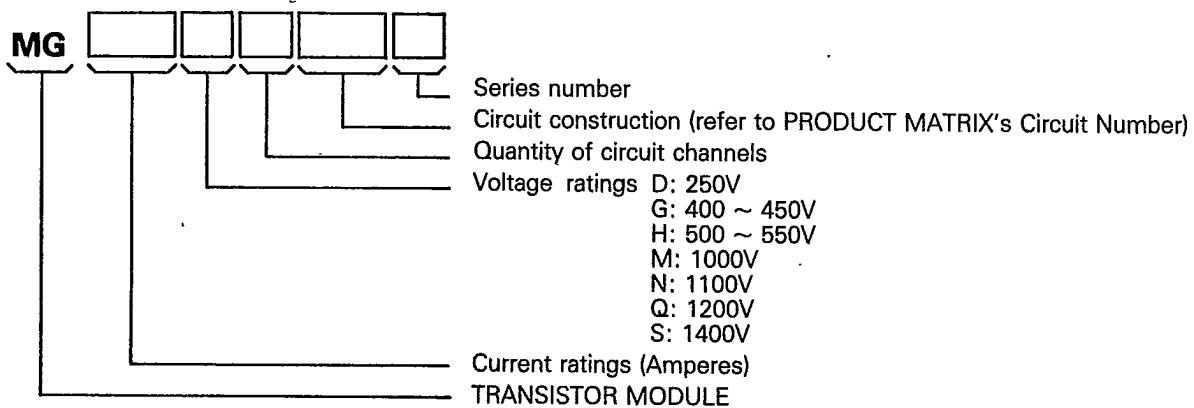 MG
Series number
Circuit construction (refer to PRODUCT MATRIX's Circuit Number)
Quantity of circuit channels
Voltage ratings D: 250V
G: 400 ~ 450V
H: 500 ~ 550V
M: 1000V
N: 1100V
Q: 1200V
S: 1400V
Current ratings (Amperes)
TRANSISTOR MODULE